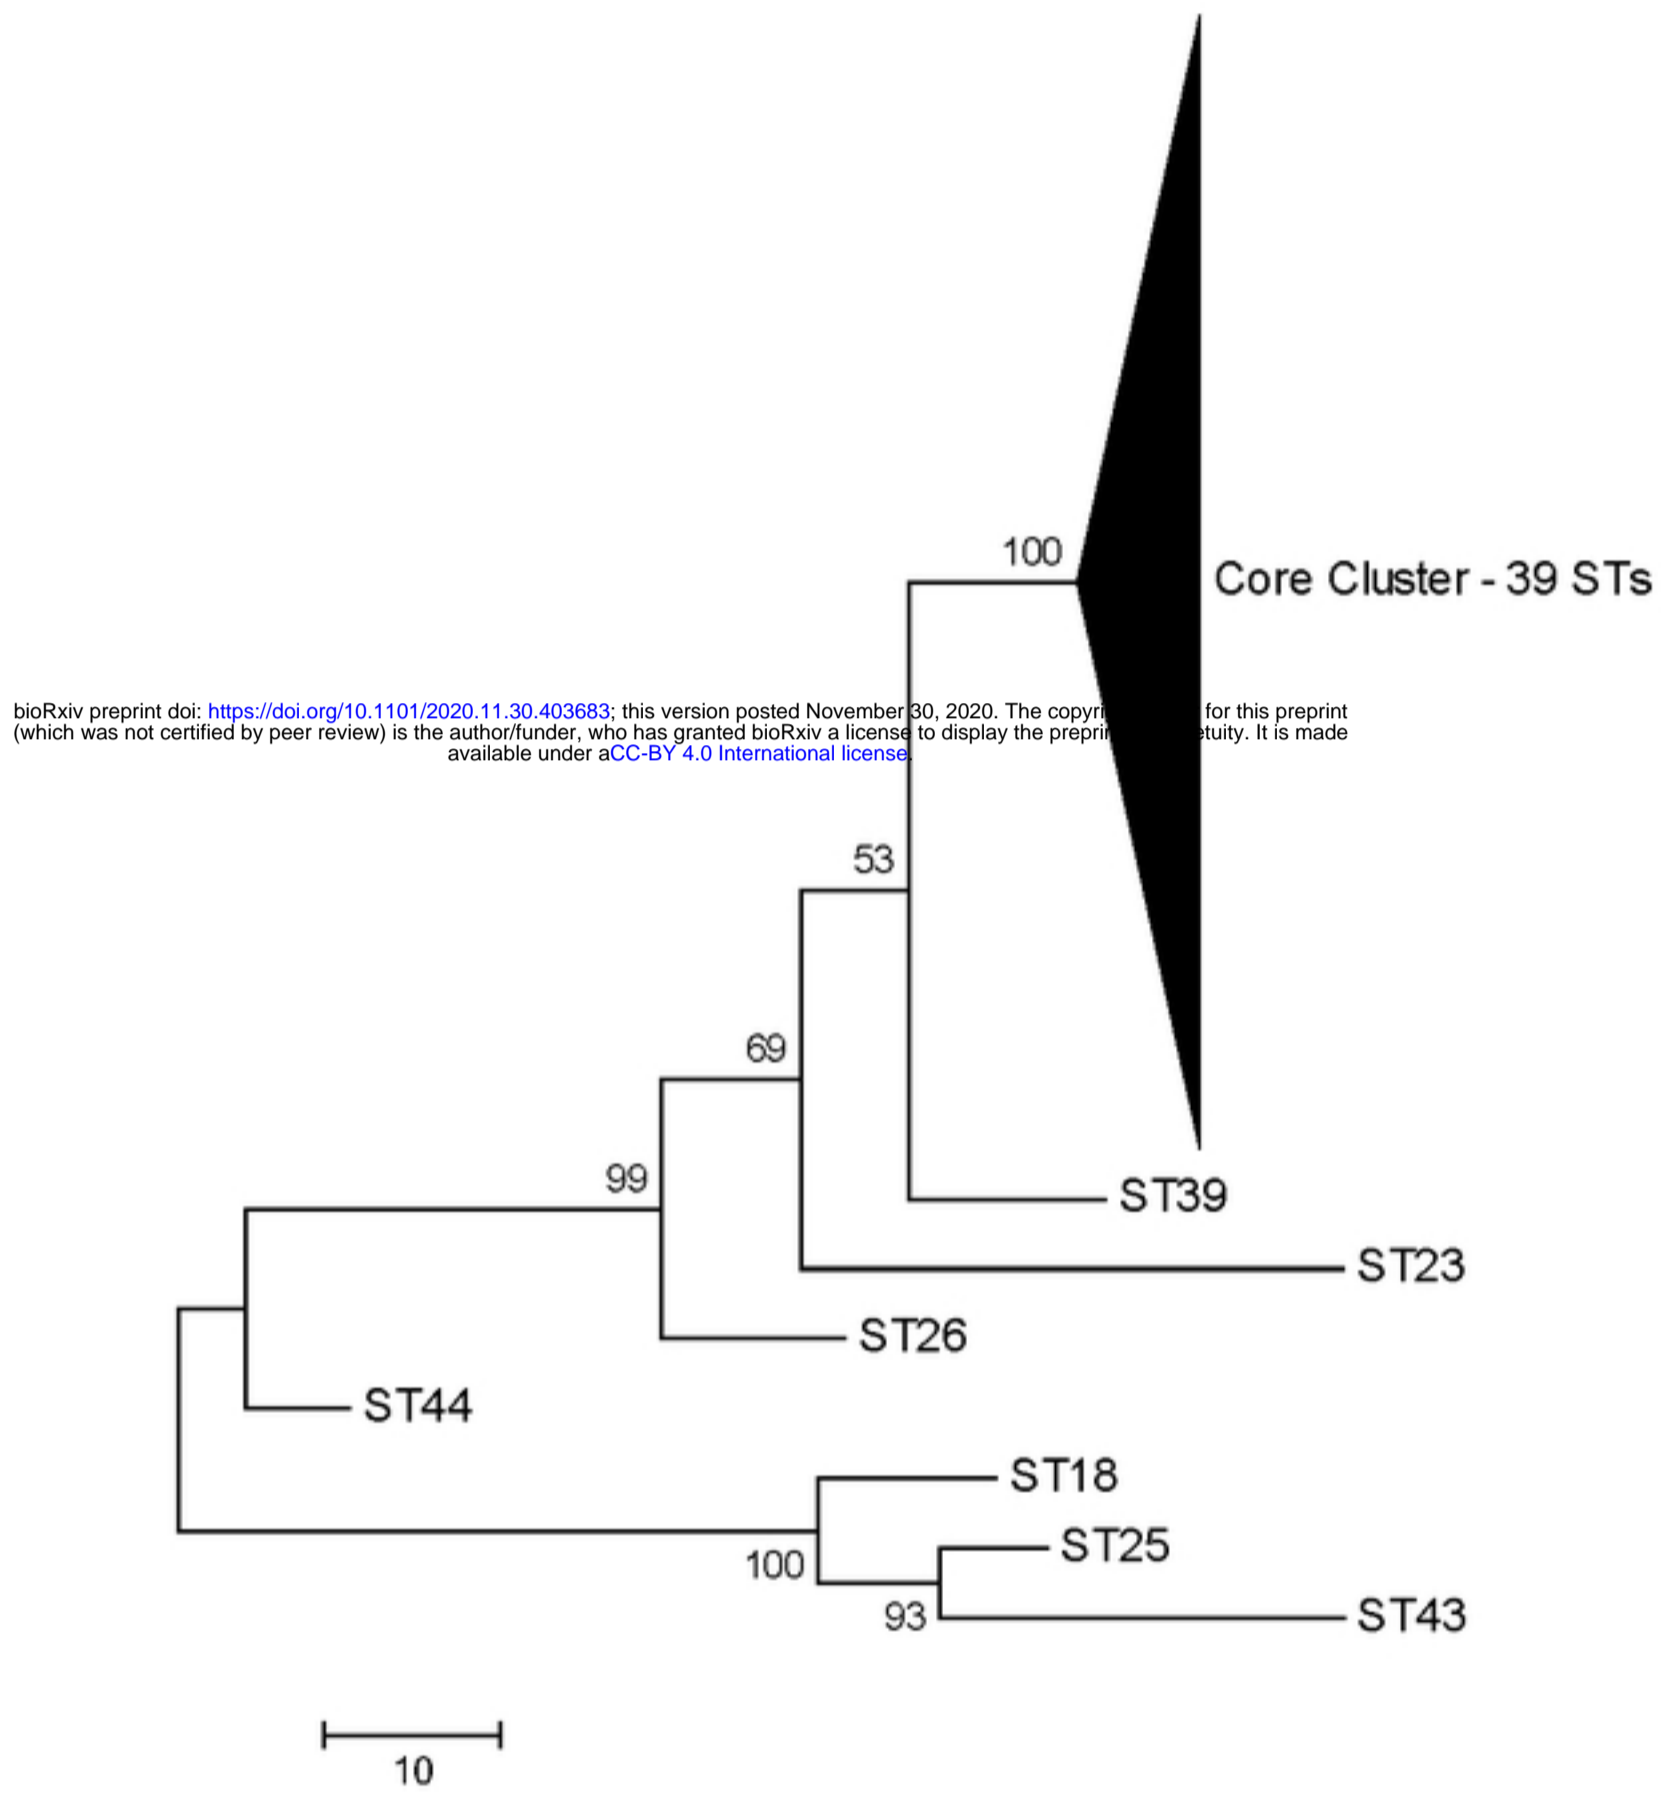 100
Core Cluster - 39 STs
bioRxiv preprint doi: https://doi.org/10.1101/2020.11.30.403683; this version posted November 30, 2020. The for this preprint
(which was not certified by peer review) is the author/funder, who has granted bioRxiv a license to display the It is made
available under aCC-BY 4.0 International license.
53
69
99
ST39
ST23
ST26
ST44
ST18
ST25
100
93
ST43
10